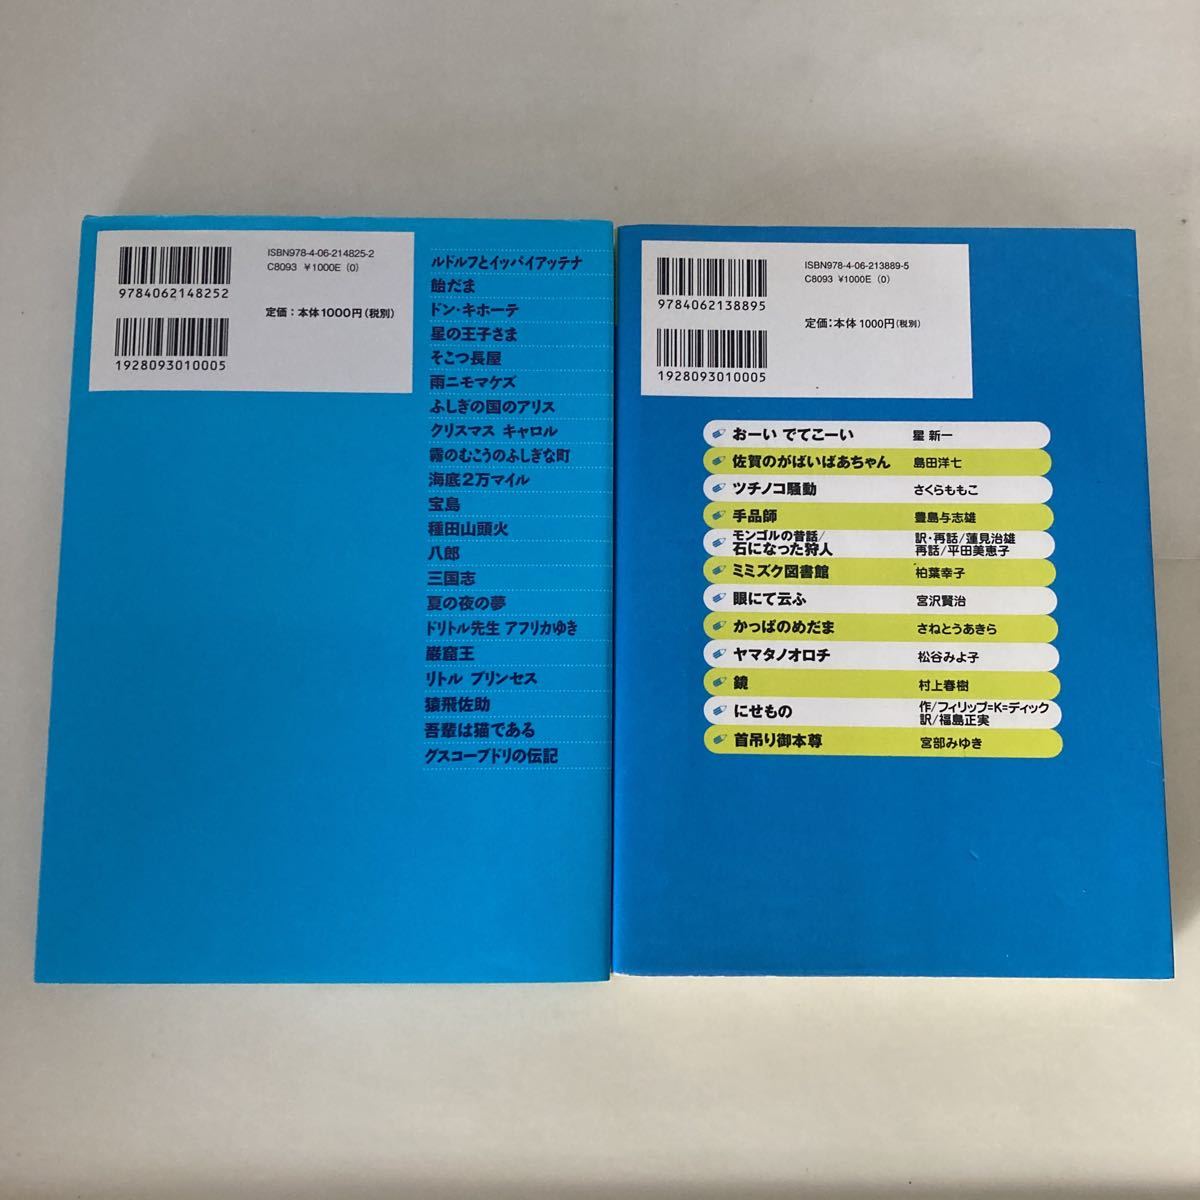 ISBN978-4-06-214825-2
C8093 ¥1000E (0)
9784062148252
定価：本体1000円(税別)
1928093010005
ルドルフとイッパイアッテナ
飴だま
ドン・キホーテ
星の王子さま
そこつ長屋
雨ニモマケズ
ふしぎの国のアリス
クリスマス キャロル
霧のむこうのふしぎな町
海底2万マイル
宝島
種田山頭火
八郎
三国志
夏の夜の夢
ドリトル先生 アフリカゆき
巌窟王
リトル プリンセス
猿飛佐助
吾輩は猫である
グスコーブドリの伝記
ISBN978-4-06-213889-5
C8093 ¥1000E (0)
9784062138895
定価：本体1000円(税別)
1928093010005
おーい でてこーい 星 新一
佐賀のがばいばあちゃん 島田洋七
ツチノコ騒動 さくらももこ
手品師 豊島与志雄
モンゴルの昔話/ 訳・再話/蓮見治雄
石になった狩人 再話/平田美恵子
ミミズク図書館 柏葉幸子
眼にて云ふ 宮沢賢治
かっぱのめだま さねとうあきら
ヤマタノオロチ 松谷みよ子
鏡 村上春樹
にせもの 作/フィリップ=K=ディック
訳/福島正実
首吊り御本尊 宮部みゆき